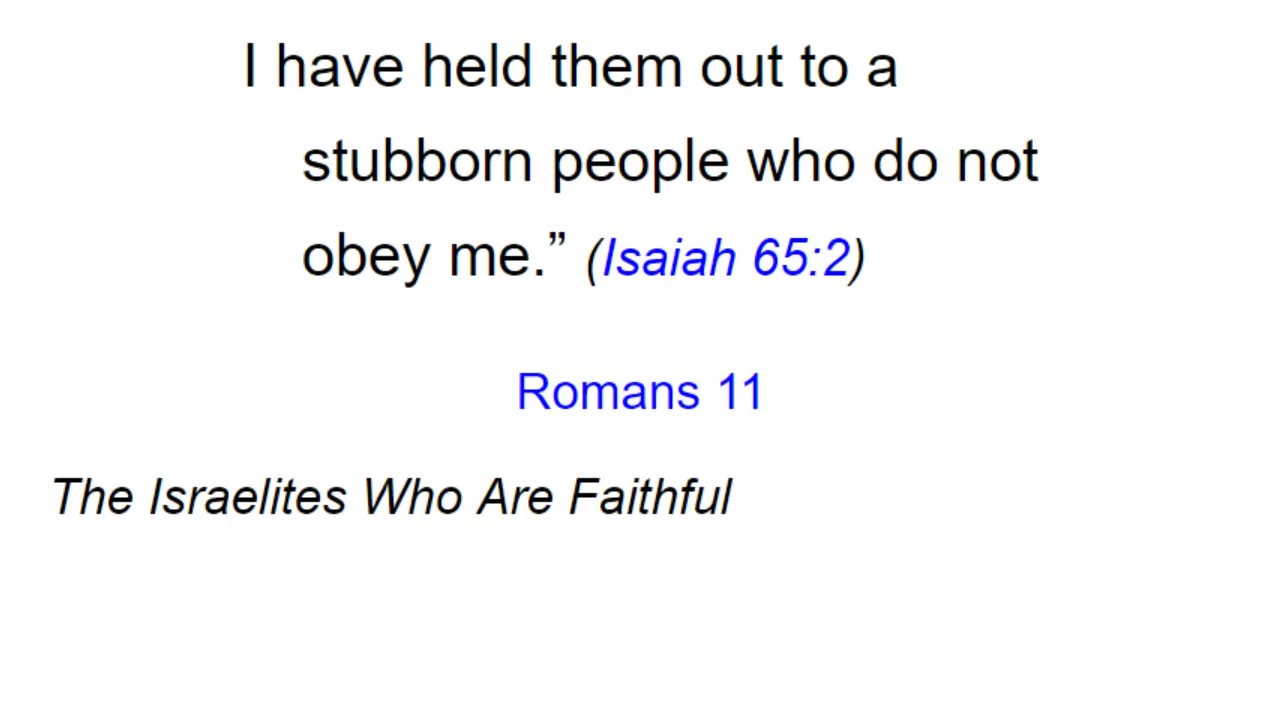 I have held them out to a
stubborn people who do not
obey me.” (Isaiah 65:2)
Romans 11
The Israelites Who Are Faithful